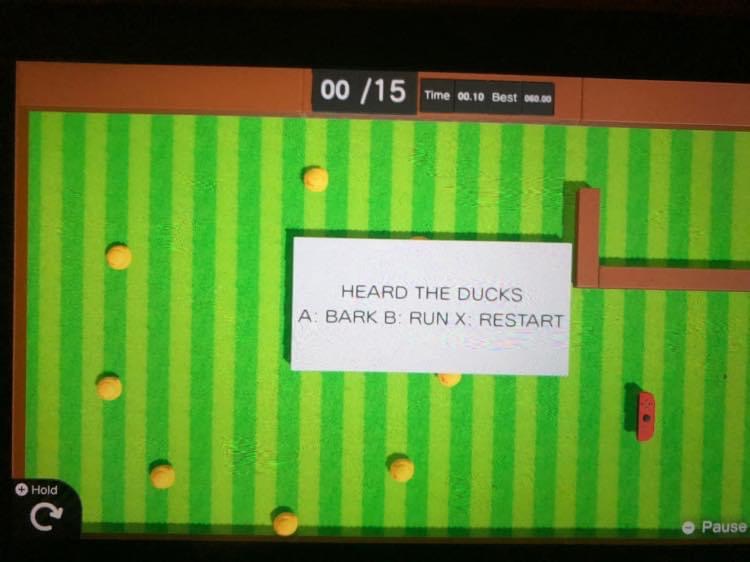 00 /15
Time 00.10 Best 060.00
HEARD THE DUCKS
A: BARK B: RUN X: RESTART
Hold
Pause